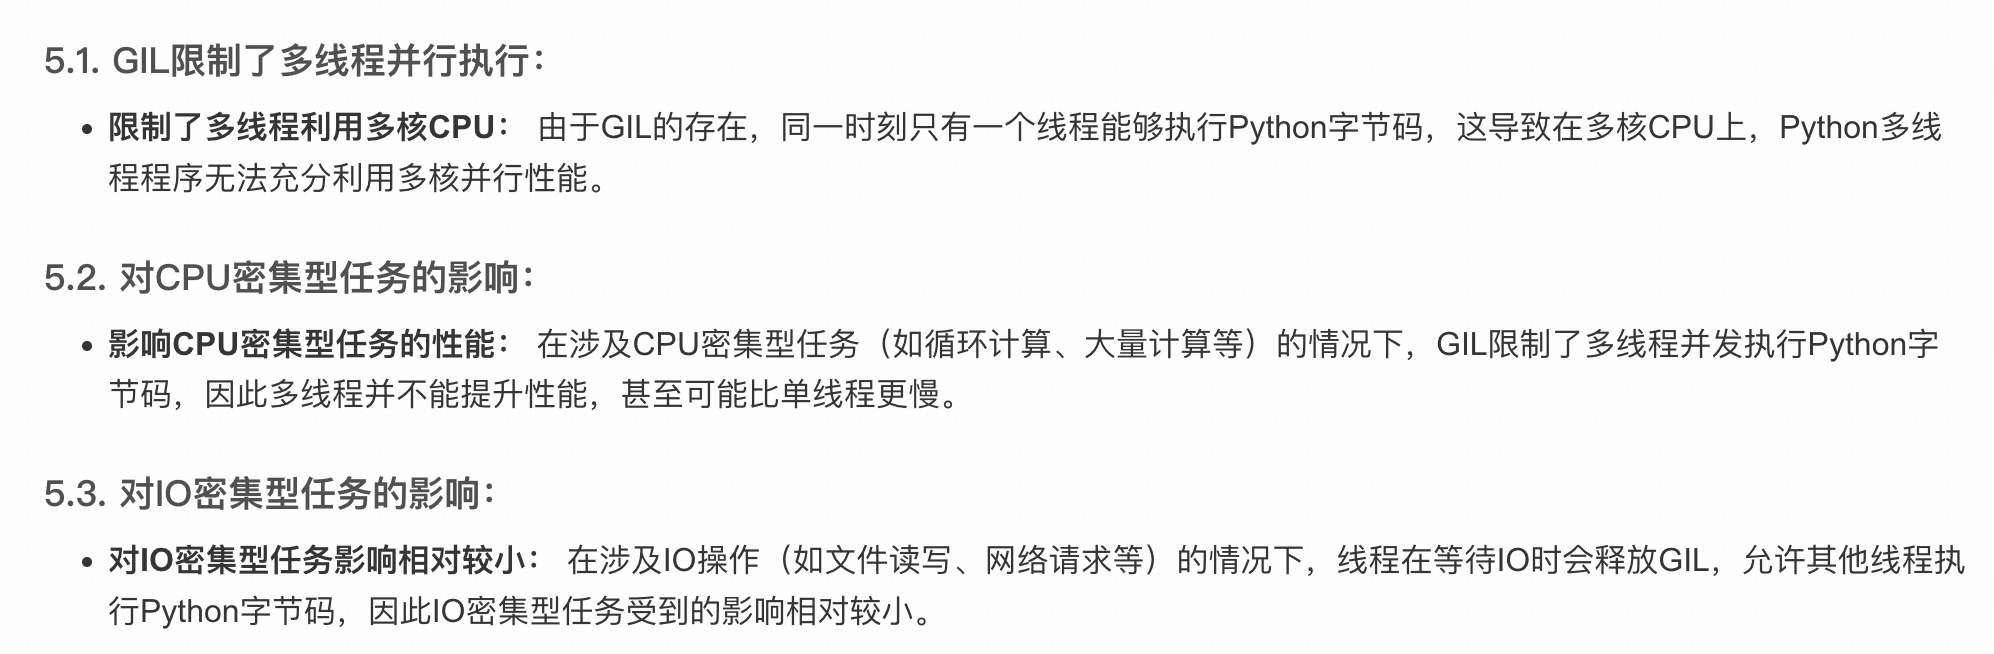 5.1. GIL限制了多线程并行执行：
• 限制了多线程利用多核CPU： 由于GIL的存在，同一时刻只有一个线程能够执行Python字节码，这导致在多核CPU上，Python多线
程程序无法充分利用多核并行性能。
5.2. 对CPU密集型任务的影响：
• 影响CPU密集型任务的性能： 在涉及CPU密集型任务（如循环计算、大量计算等）的情况下，GIL限制了多线程并发执行Python字
节码，因此多线程并不能提升性能，甚至可能比单线程更慢。
5.3. 对IO密集型任务的影响：
• 对IO密集型任务影响相对较小： 在涉及IO操作（如文件读写、网络请求等）的情况下，线程在等待IO时会释放GIL，允许其他线程执
行Python字节码，因此IO密集型任务受到的影响相对较小。